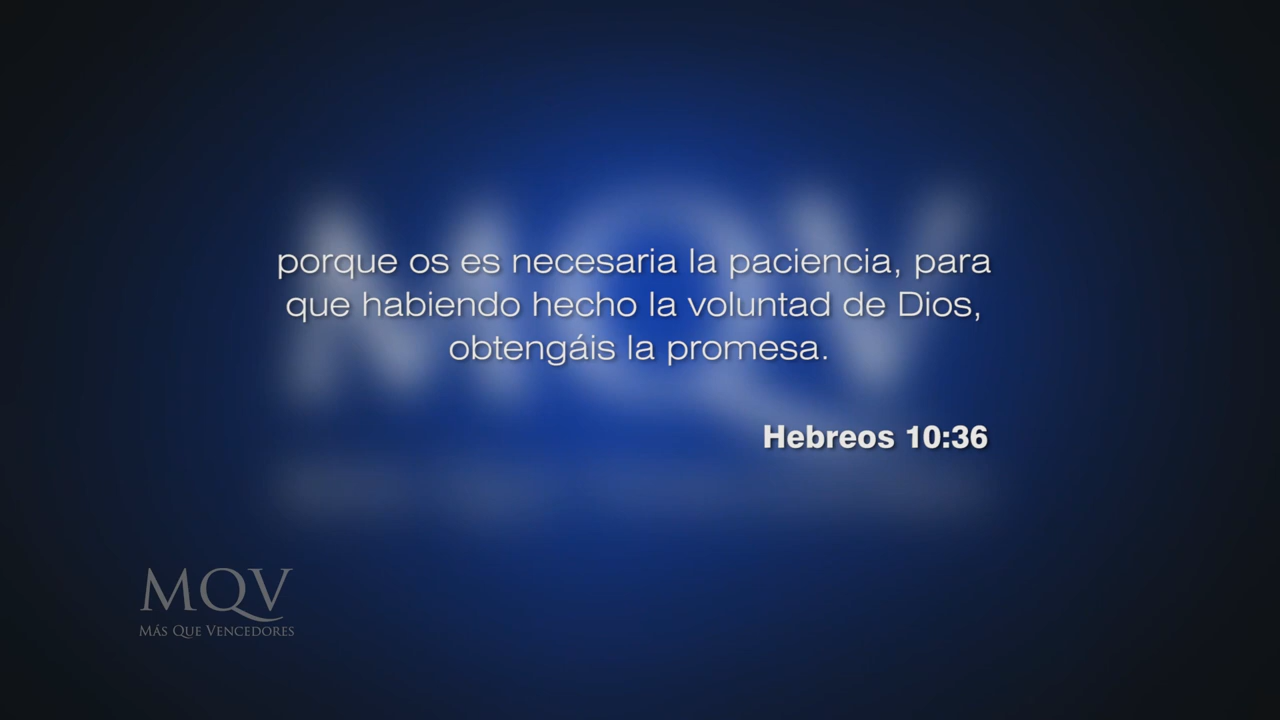 porque os es necesaria la paciencia, para
que habiendo hecho la voluntad de Dios,
obtengáis la promesa.
Hebreos 10:36
MQV
MÁS QUE VENCEDORES